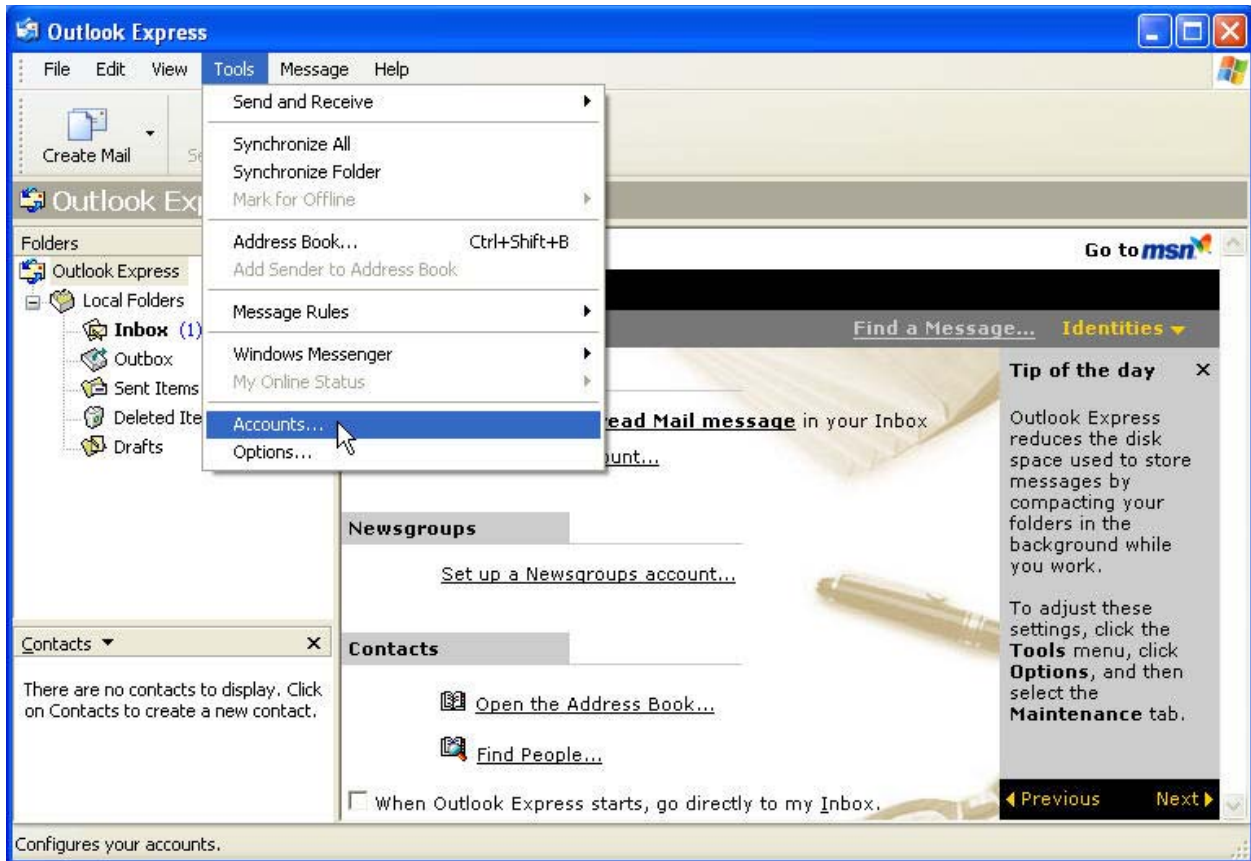 Outlook Express
File Edit View Tools Message Help
Create Mail
Send and Receive
Synchronize All
Synchronize Folder
Mark for Offline
Address Book... Ctrl+Shift+B
Add Sender to Address Book
Message Rules
Windows Messenger
My Online Status
Accounts...
Options...
Outlook
Folders
Outlook Express
Local Folders
Inbox (1)
Outbox
Sent Items
Deleted Ite
Drafts
Contacts
There are no contacts to display. Click
on Contacts to create a new contact.
Go to msn
Find a Message... Identities
Mail message in your Inbox
Newsgroups
Set up a Newsgroups account...
Contacts
Open the Address Book...
Find People...
When Outlook Express starts, go directly to my Inbox.
Tip of the day
Outlook Express
reduces the disk
space used to store
messages by
compacting your
folders in the
background while
you work.
To adjust these
settings, click the
Tools menu, click
Options, and then
select the
Maintenance tab.
Previous Next
Configures your accounts.